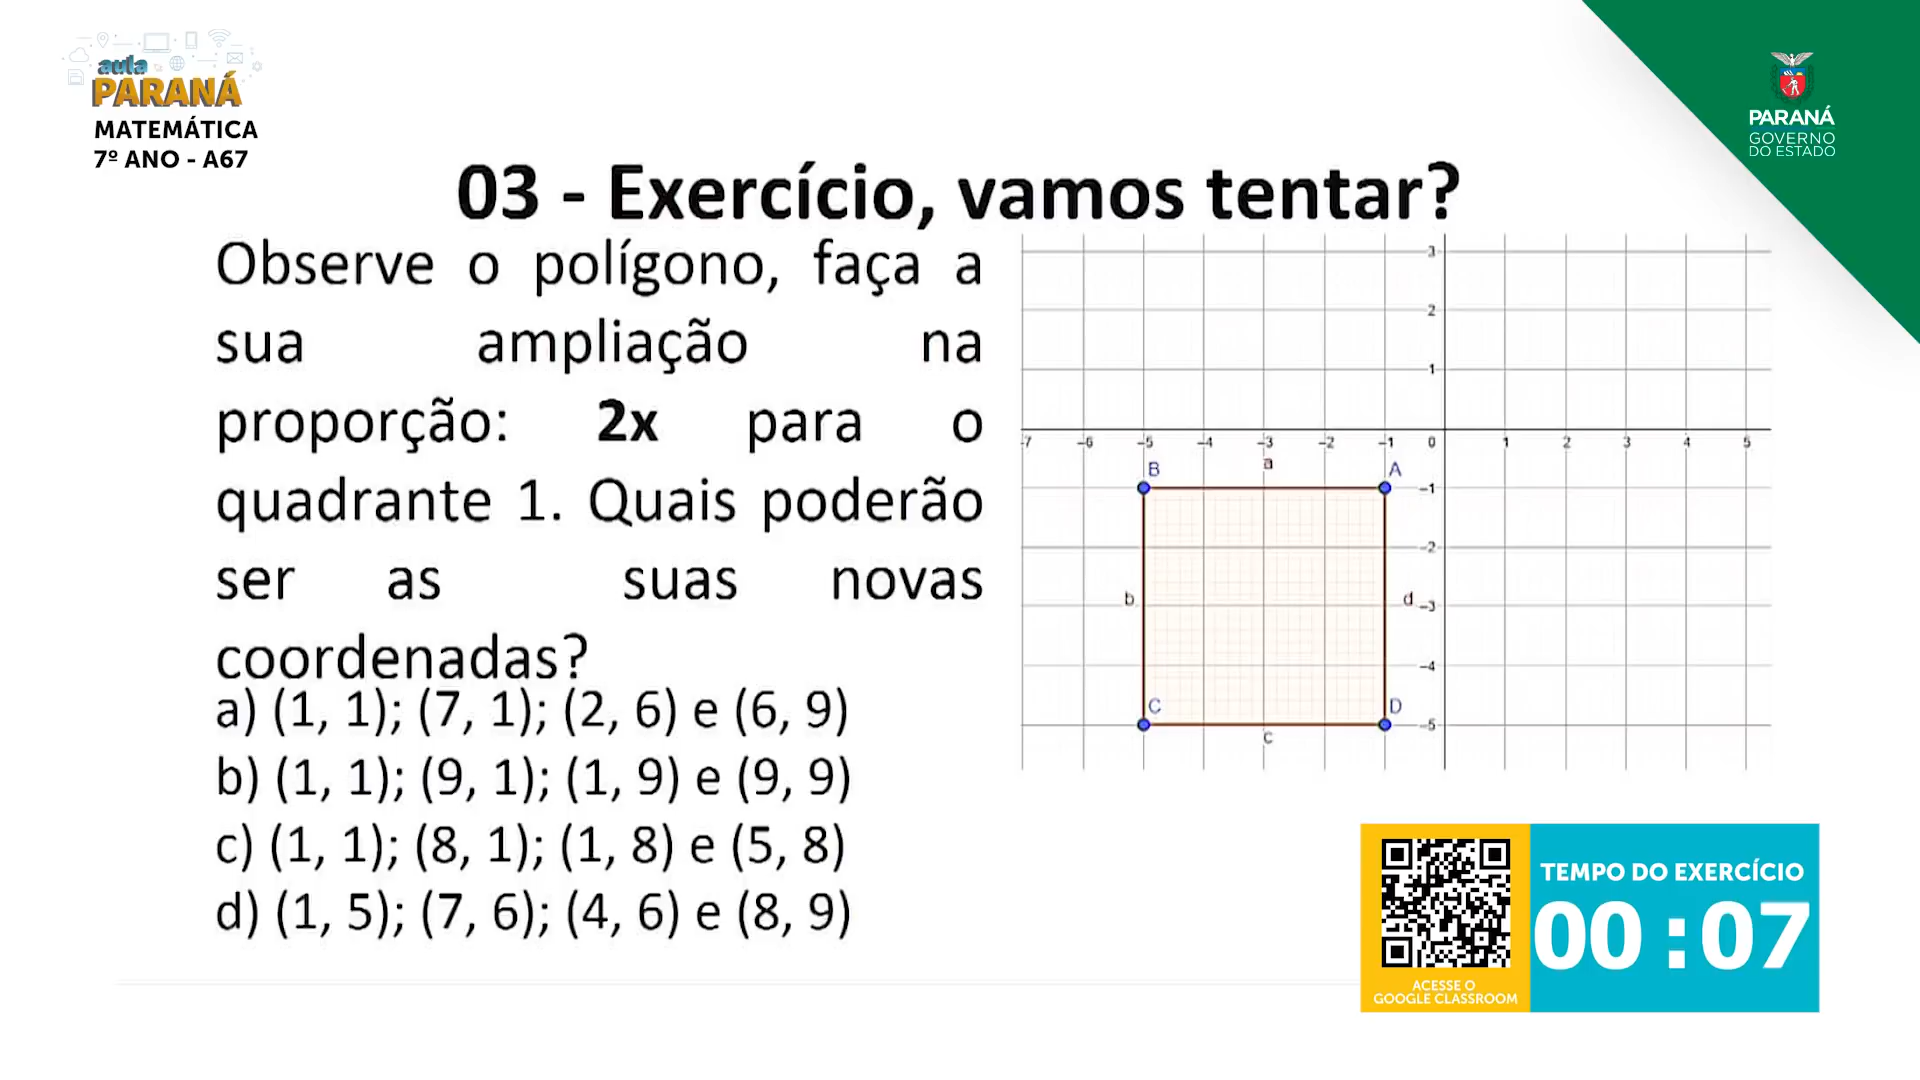 aula
PARANÁ
MATEMÁTICA
7º ANO - A67
PARANÁ
GOVERNO
DO ESTADO
03 - Exercício, vamos tentar?
Observe o polígono, faça a
sua ampliação na
proporção: 2x para o
quadrante 1. Quais poderão
ser as suas novas
coordenadas?
a) (1, 1); (7, 1); (2, 6) e (6, 9)
b) (1, 1); (9, 1); (1, 9) e (9, 9)
c) (1, 1); (8, 1); (1, 8) e (5, 8)
d) (1, 5); (7, 6); (4, 6) e (8, 9)
3
2
1
-7 -6 -5 -4 -3 -2 -1 0 1 2 3 4 5
B a A
-1
-2
b d -3
-4
C D
-5
c
TEMPO DO EXERCÍCIO
00 : 07
ACESSE O
GOOGLE CLASSROOM